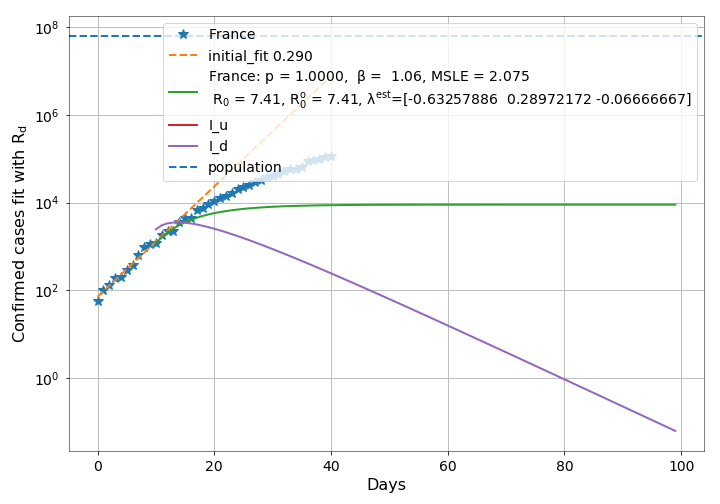 Confirmed cases fit with R_d
10^8
10^6
10^4
10^2
10^0
France
initial_fit 0.290
France: p = 1.0000, β = 1.06, MSLE = 2.075
R_0 = 7.41, R_0^o = 7.41, λ^est=[-0.63257886 0.28972172 -0.06666667]
I_u
I_d
population
0 20 40 60 80 100
Days